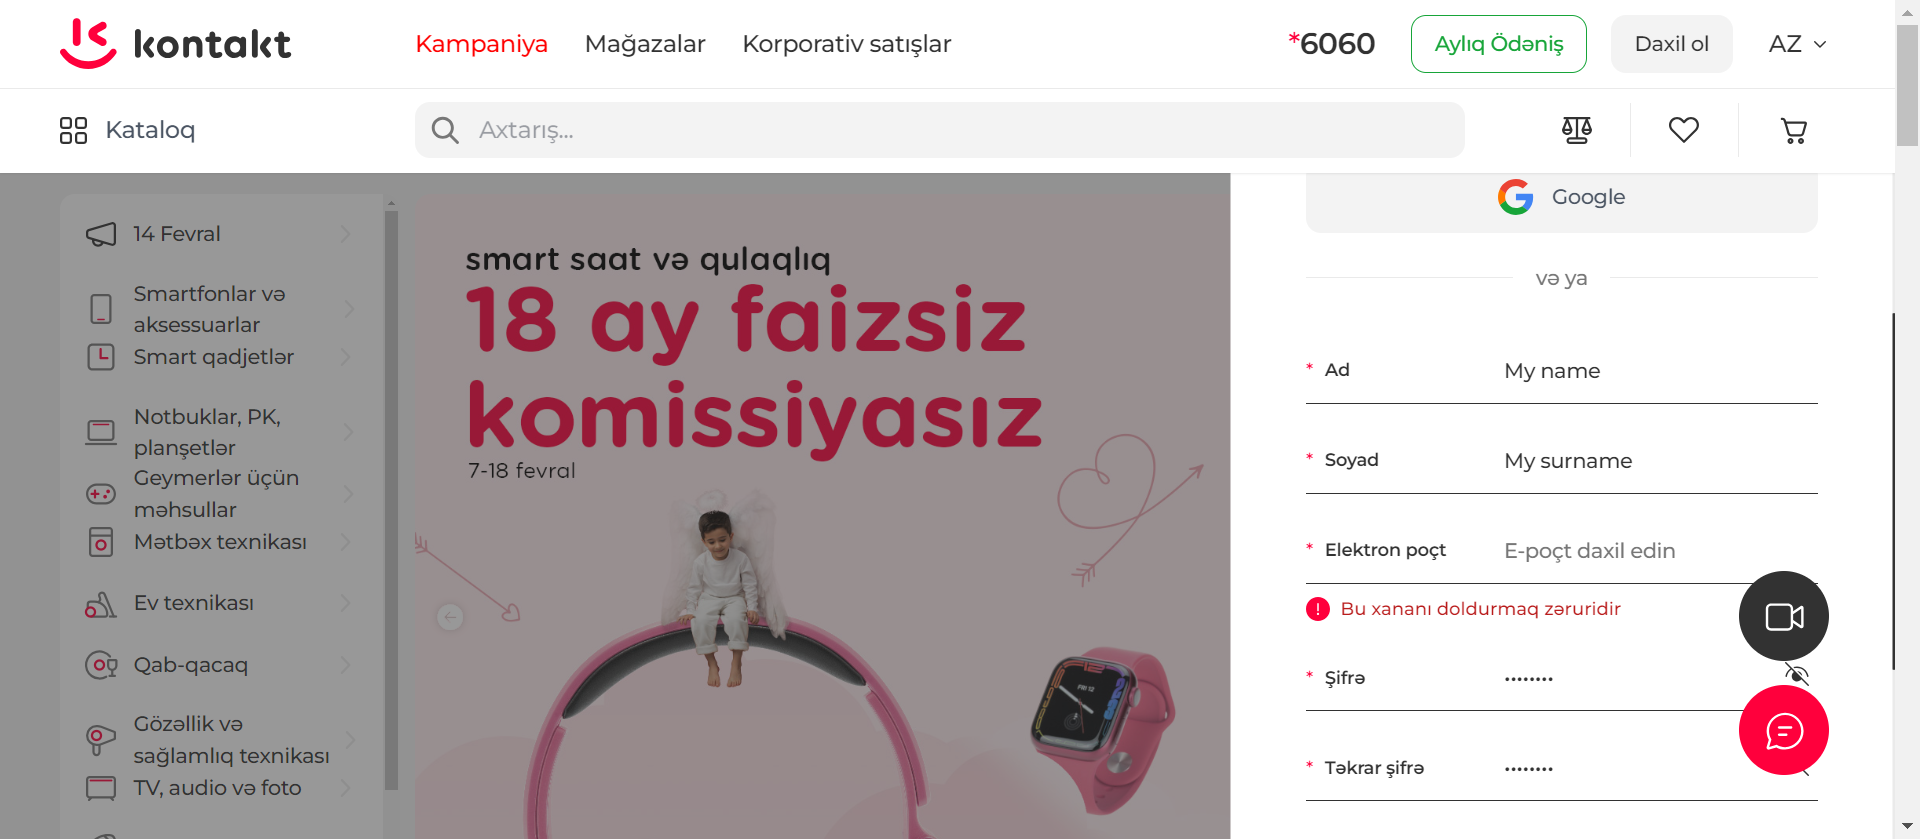 kontakt
Kampaniya
Mağazalar
Korporativ satışlar
*6060
Aylıq Ödəniş
Daxil ol
AZ
Kataloq
Axtarış...
14 Fevral
Smartfonlar və
aksessuarlar
Smart qadjetlər
Notbuklar, PK,
planşetlər
Geymerlər üçün
məhsullar
Mətbəx texnikası
Ev texnikası
Qab-qacaq
Gözəllik və
sağlamlıq texnikası
TV, audio və foto
smart saat və qulaqlıq
18 ay faizsiz
komissiyasız
7-18 fevral
FRI 12
Google
və ya
* Ad
My name
* Soyad
My surname
* Elektron poçt
E-poçt daxil edin
Bu xananı doldurmaq zəruridir
* Şifrə
••••••••
* Təkrar şifrə
••••••••